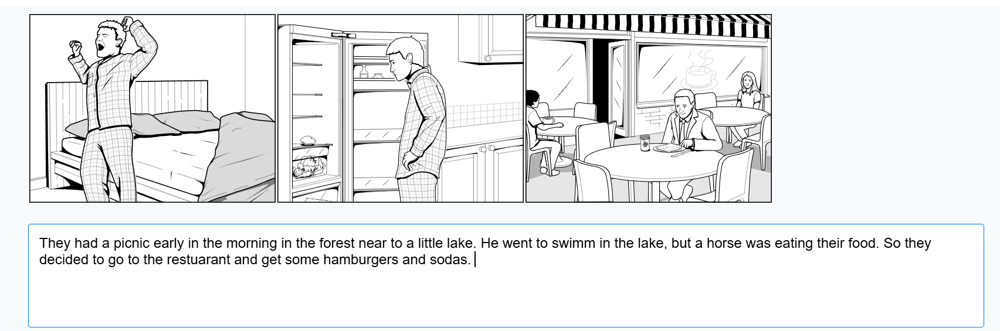 They had a picnic early in the morning in the forest near to a little lake. He went to swimm in the lake, but a horse was eating their food. So they
decided to go to the restuarant and get some hamburgers and sodas.